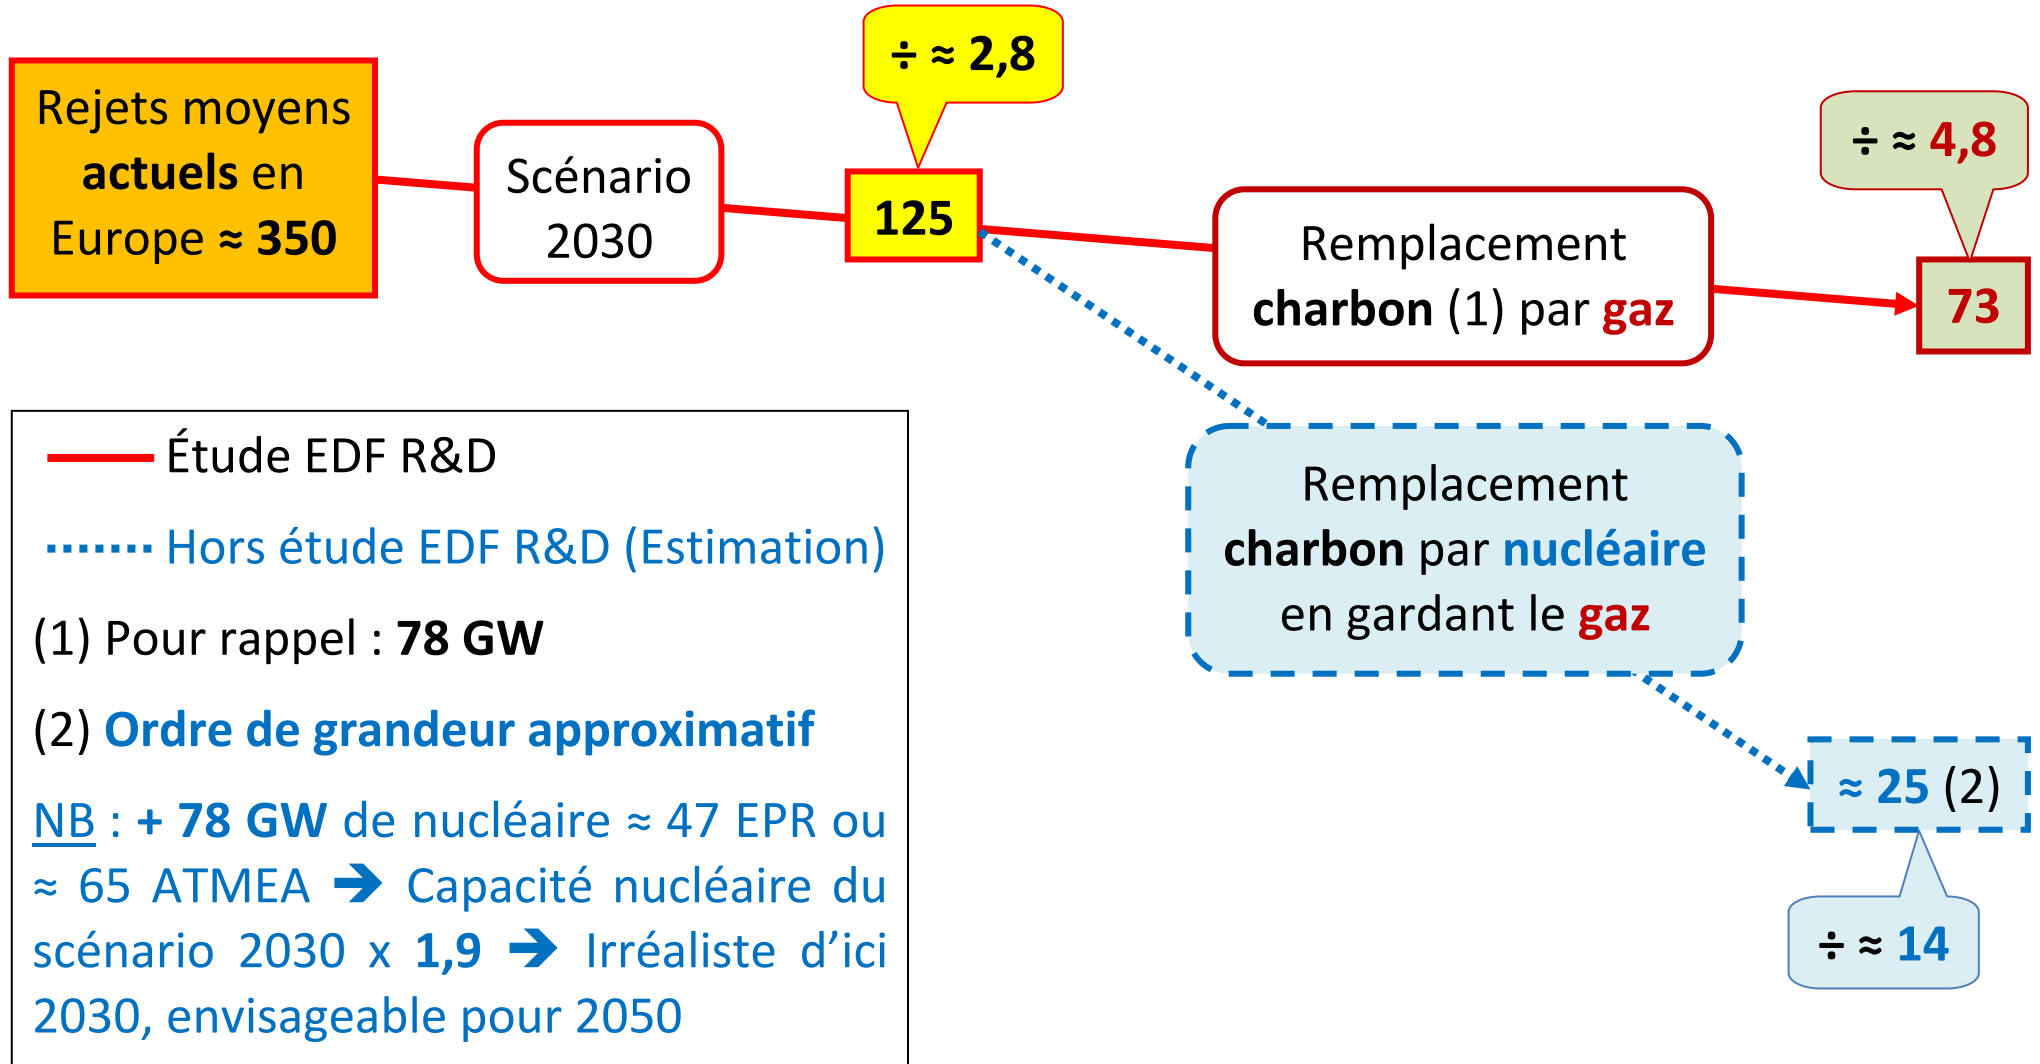 Rejets moyens
actuels en
Europe ≈ 350
Scénario
2030
÷ ≈ 2,8
125
Remplacement
charbon (1) par gaz
÷ ≈ 4,8
73
Remplacement
charbon par nucléaire
en gardant le gaz
≈ 25 (2)
÷ ≈ 14
Étude EDF R&D
Hors étude EDF R&D (Estimation)
(1) Pour rappel : 78 GW
(2) Ordre de grandeur approximatif
NB : + 78 GW de nucléaire ≈ 47 EPR ou
≈ 65 ATMEA ➔ Capacité nucléaire du
scénario 2030 x 1,9 ➔ Irréaliste d’ici
2030, envisageable pour 2050